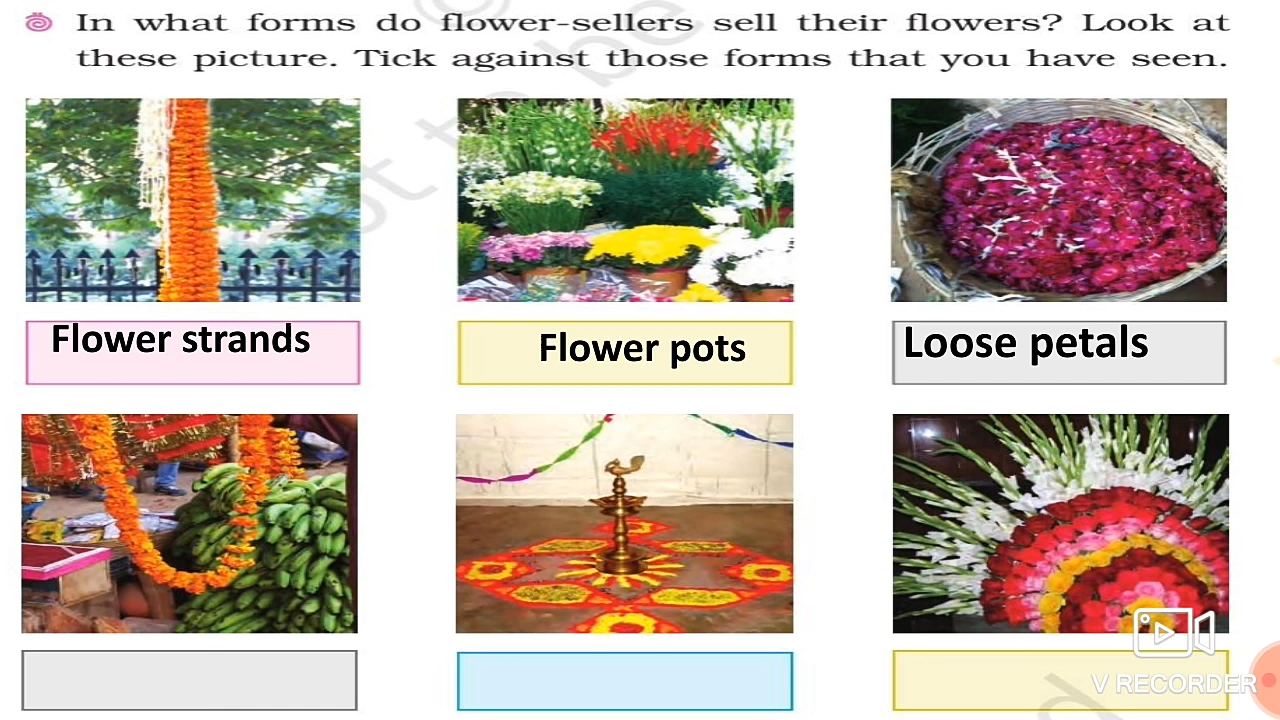 In what forms do flower-sellers sell their flowers? Look at
these picture. Tick against those forms that you have seen.
Flower strands
Flower pots
Loose petals
V RECORDER